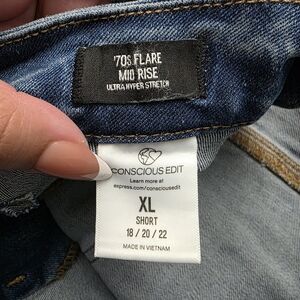 '70S FLARE
MID RISE
ULTRA HYPER STRETCH
CONSCIOUS EDIT
Learn more at
express.com/consciousedit
XL
SHORT
18 / 20 / 22
MADE IN VIETNAM